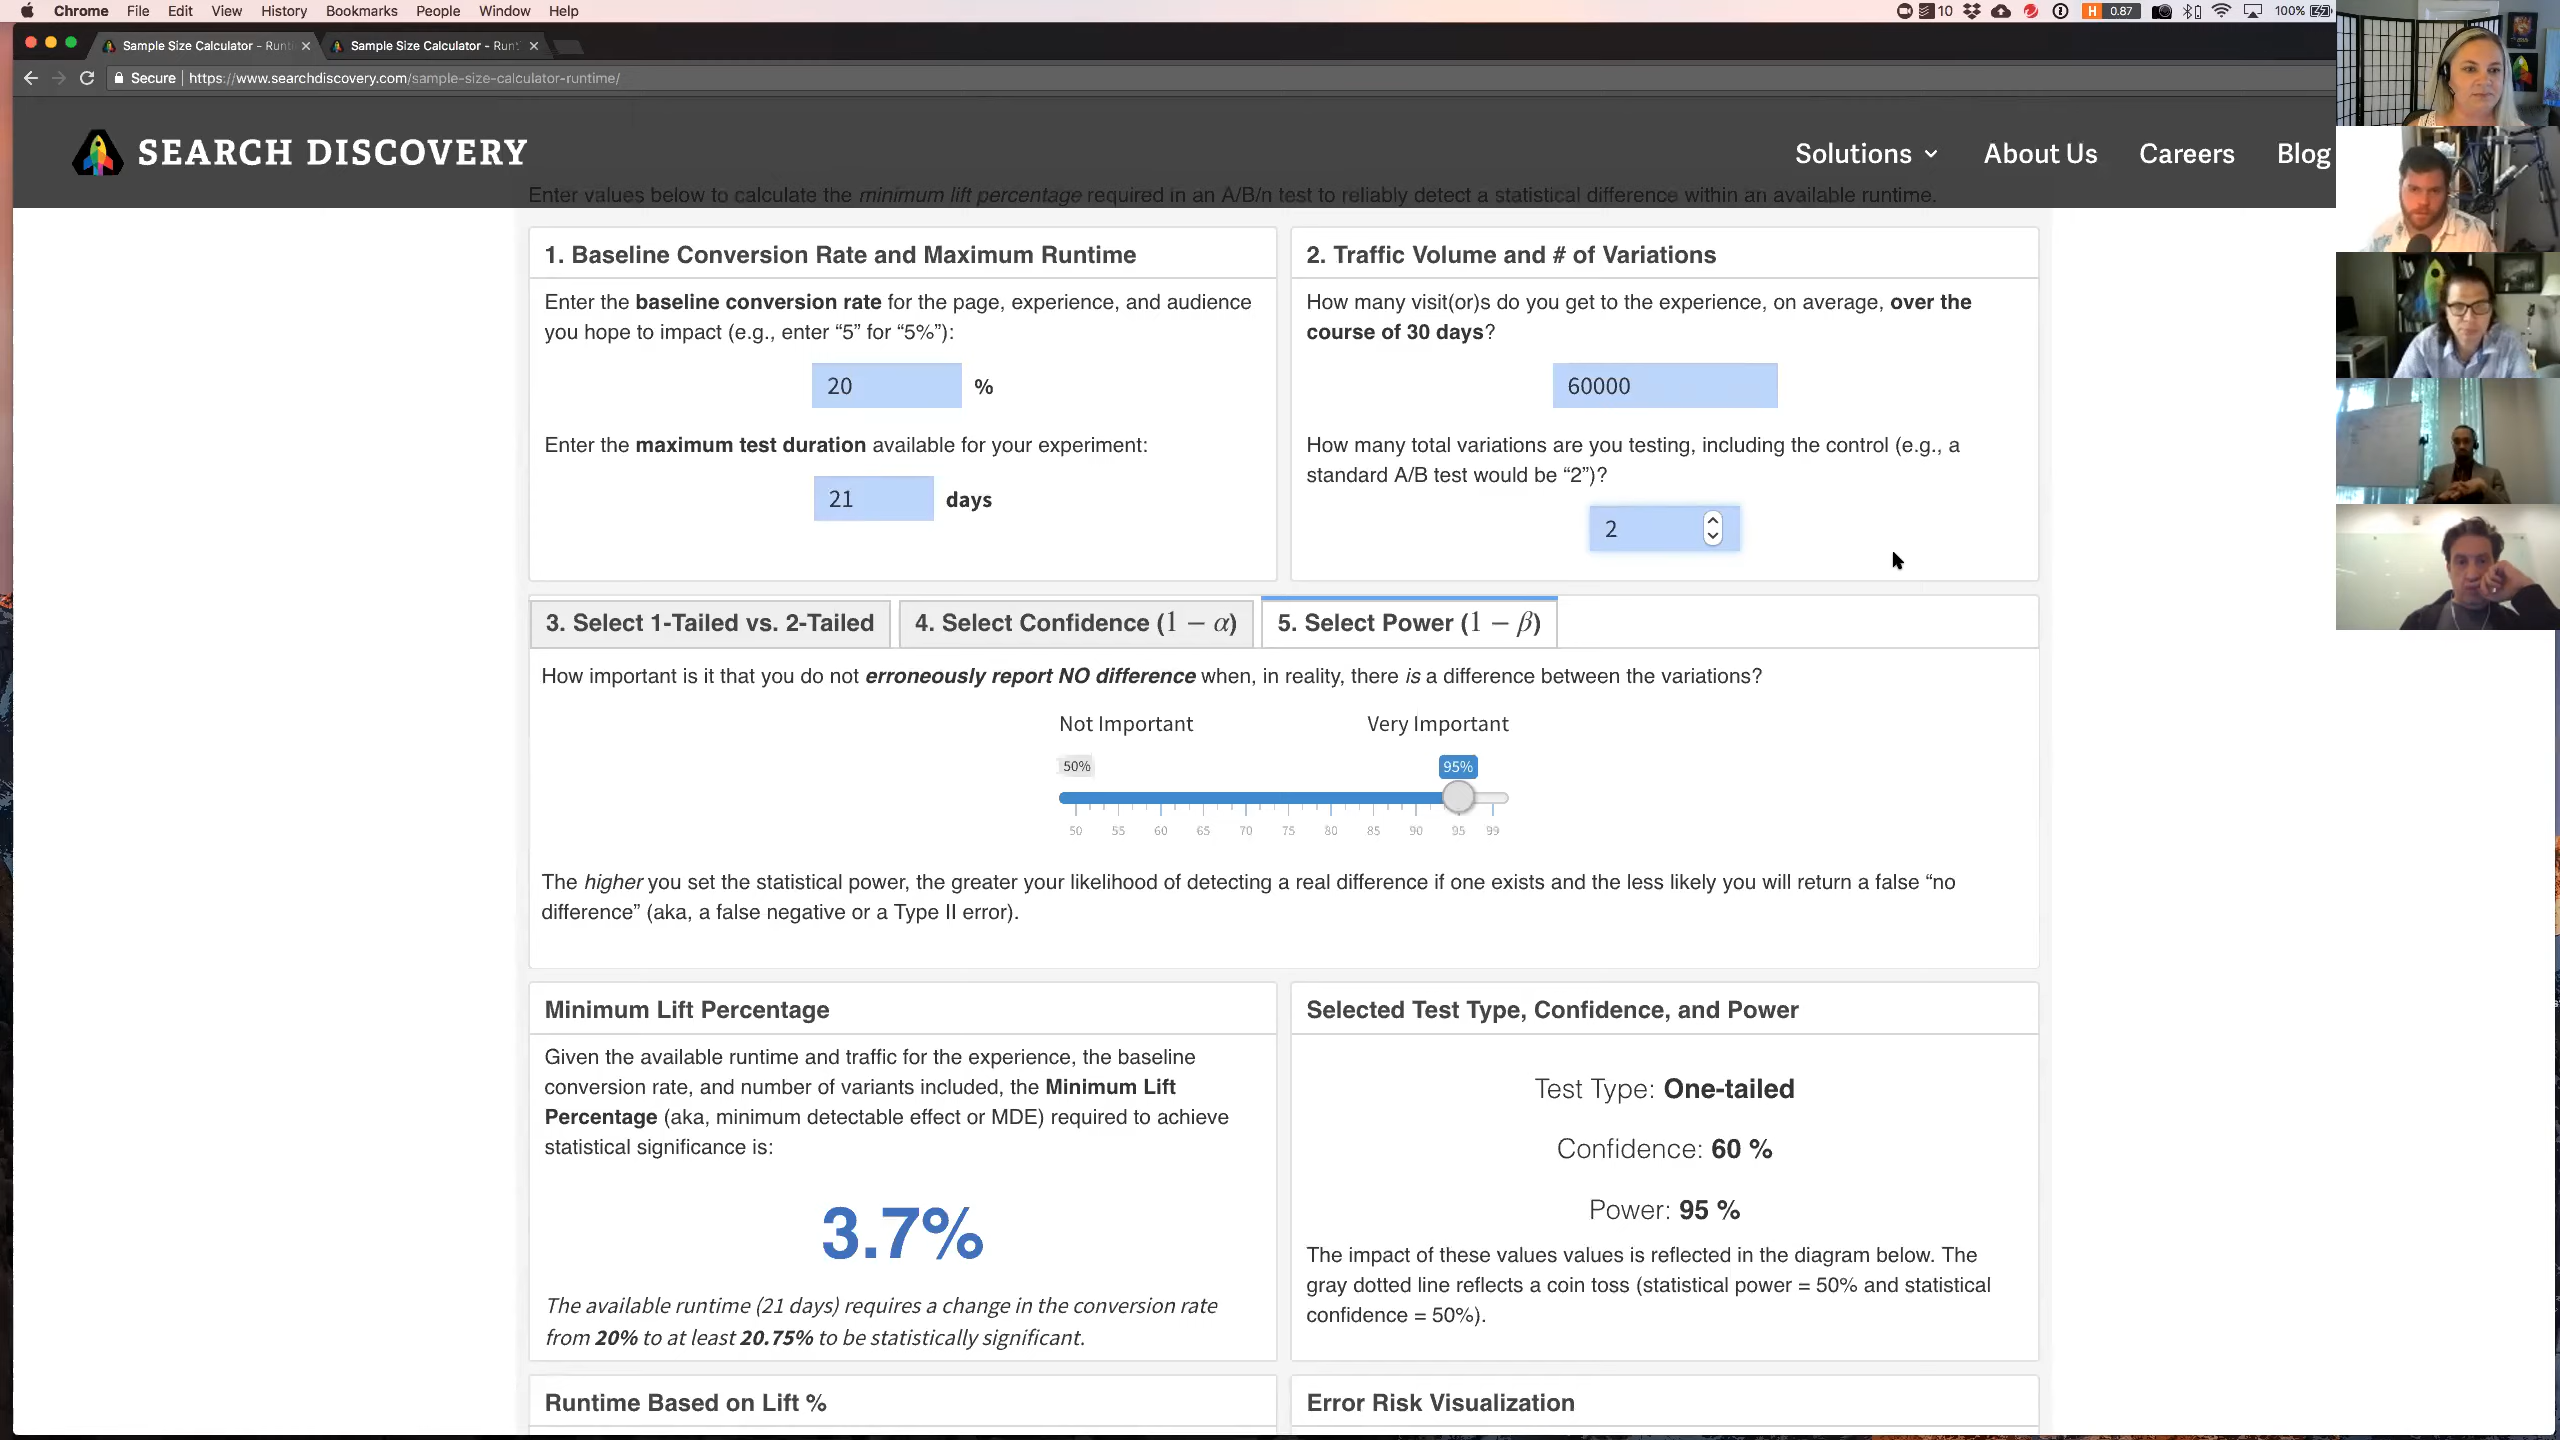 Chrome File Edit View History Bookmarks People Window Help
10
H 0.87
100%
Sample Size Calculator - Runt
Sample Size Calculator - Run
Secure | https://www.searchdiscovery.com/sample-size-calculator-runtime/
SEARCH DISCOVERY
Solutions
About Us
Careers
Blog
Enter values below to calculate the minimum lift percentage required in an A/B/n test to reliably detect a statistical difference within an available runtime.
1. Baseline Conversion Rate and Maximum Runtime
Enter the baseline conversion rate for the page, experience, and audience
you hope to impact (e.g., enter “5” for “5%”):
20 %
Enter the maximum test duration available for your experiment:
21 days
2. Traffic Volume and # of Variations
How many visit(or)s do you get to the experience, on average, over the
course of 30 days?
60000
How many total variations are you testing, including the control (e.g., a
standard A/B test would be “2”)?
2
3. Select 1-Tailed vs. 2-Tailed
4. Select Confidence (1 − α)
5. Select Power (1 − β)
How important is it that you do not erroneously report NO difference when, in reality, there is a difference between the variations?
Not Important
Very Important
50%
95%
50 55 60 65 70 75 80 85 90 95 99
The higher you set the statistical power, the greater your likelihood of detecting a real difference if one exists and the less likely you will return a false “no
difference” (aka, a false negative or a Type II error).
Minimum Lift Percentage
Given the available runtime and traffic for the experience, the baseline
conversion rate, and number of variants included, the Minimum Lift
Percentage (aka, minimum detectable effect or MDE) required to achieve
statistical significance is:
3.7%
The available runtime (21 days) requires a change in the conversion rate
from 20% to at least 20.75% to be statistically significant.
Selected Test Type, Confidence, and Power
Test Type: One-tailed
Confidence: 60 %
Power: 95 %
The impact of these values values is reflected in the diagram below. The
gray dotted line reflects a coin toss (statistical power = 50% and statistical
confidence = 50%).
Runtime Based on Lift %
Error Risk Visualization